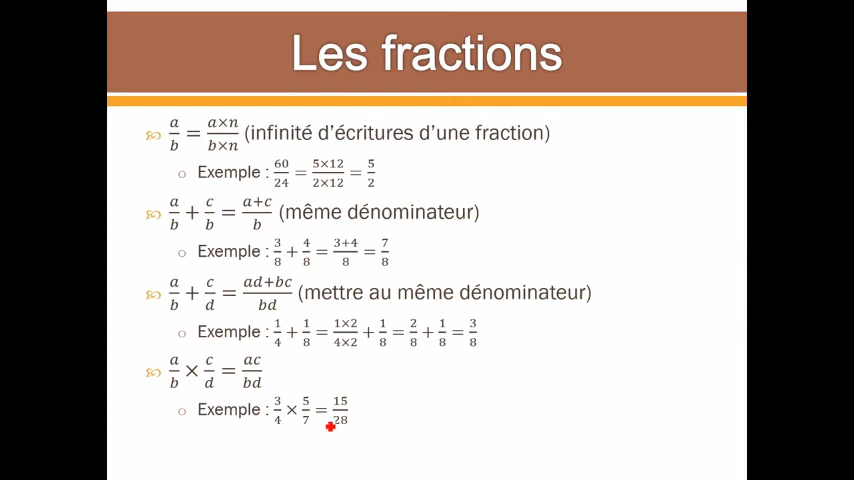 Les fractions
a/b = a×n/b×n (infinité d'écritures d'une fraction)
Exemple : 60/24 = 5×12/2×12 = 5/2
a/b + c/b = a+c/b (même dénominateur)
Exemple : 3/8 + 4/8 = 3+4/8 = 7/8
a/b + c/d = ad+bc/bd (mettre au même dénominateur)
Exemple : 1/4 + 1/8 = 1×2/4×2 + 1/8 = 2/8 + 1/8 = 3/8
a/b × c/d = ac/bd
Exemple : 3/4 × 5/7 = 15/28